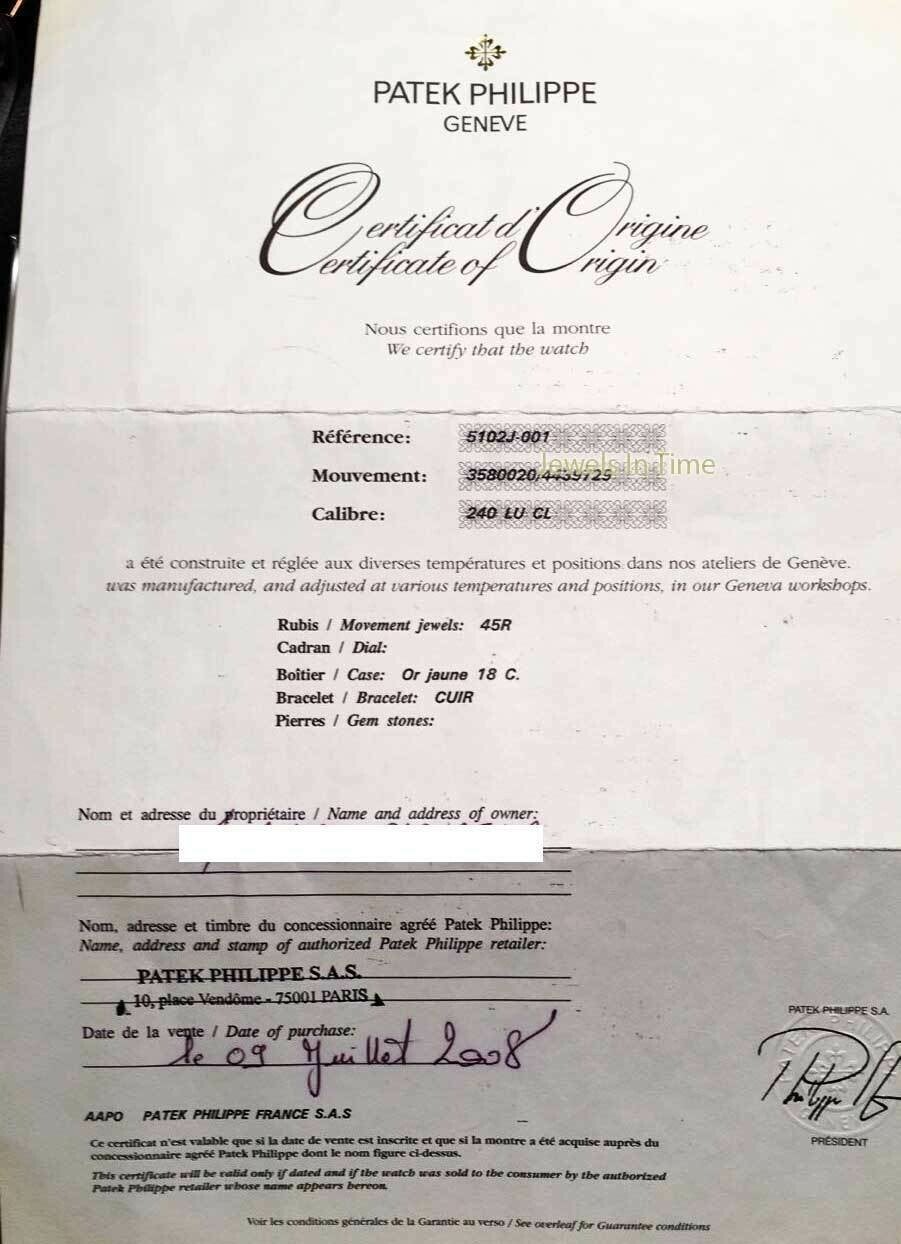 PATEK PHILIPPE
GENEVE
Certificat d'Origine
Certificate of Origin
Nous certifions que la montre
We certify that the watch
Référence: 5102J-001
Jewels In Time
Mouvement: 3580020/4439729
Calibre: 240 LU CL
a été construite et réglée aux diverses températures et positions dans nos ateliers de Genève.
was manufactured, and adjusted at various temperatures and positions, in our Geneva workshops.
Rubis / Movement jewels: 45R
Cadran / Dial:
Boîtier / Case: Or jaune 18 C.
Bracelet / Bracelet: CUIR
Pierres / Gem stones:
Nom et adresse du propriétaire / Name and address of owner:
Nom, adresse et timbre du concessionnaire agréé Patek Philippe:
Name, address and stamp of authorized Patek Philippe retailer:
PATEK PHILIPPE S.A.S.
10, place Vendôme - 75001 PARIS
Date de la vente / Date of purchase:
le 09 Juillet 2008
PATEK PHILIPPE S.A.
PRÉSIDENT
AAPO PATEK PHILIPPE FRANCE S.A.S
Ce certificat n'est valable que si la date de vente est inscrite et que si la montre a été acquise auprès du
concessionnaire agréé Patek Philippe dont le nom figure ci-dessus.
This certificate will be valid only if dated and if the watch was sold to the consumer by the authorized
Patek Philippe retailer whose name appears hereon.
Voir les conditions générales de la Garantie au verso / See overleaf for Guarantee conditions